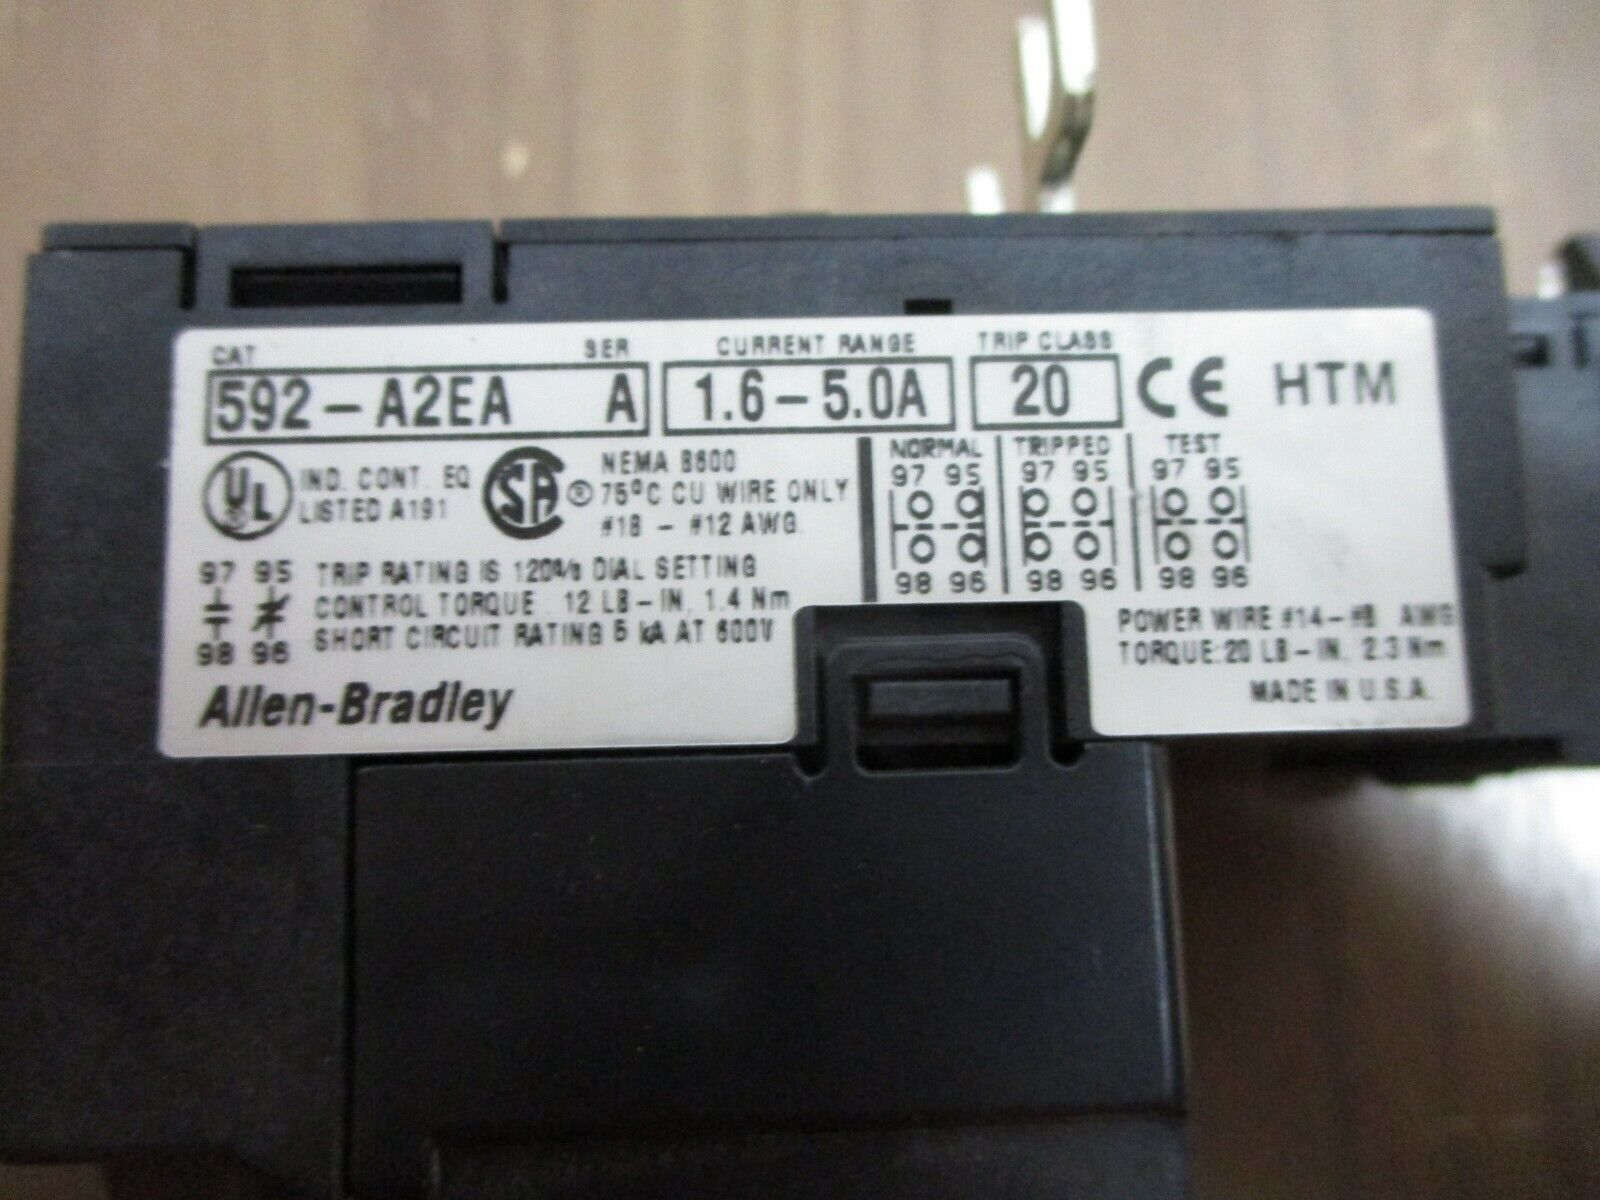 CAT SER CURRENT RANGE TRIP CLASS
592-A2EA A 1.6-5.0A 20 CE HTM
UL IND. CONT. EQ
LISTED A191
SA ® NEMA B600
75°C CU WIRE ONLY
#18 - #12 AWG.
NORMAL TRIPPED TEST
97 95 97 95 97 95
98 96 98 96 98 96
97 95 TRIP RATING IS 120% DIAL SETTING
CONTROL TORQUE. 12 LB-IN. 1.4 Nm
98 96 SHORT CIRCUIT RATING 5 kA AT 600V
POWER WIRE #14-#8 AWG
TORQUE:20 LB-IN. 2.3 Nm
MADE IN U.S.A.
Allen-Bradley